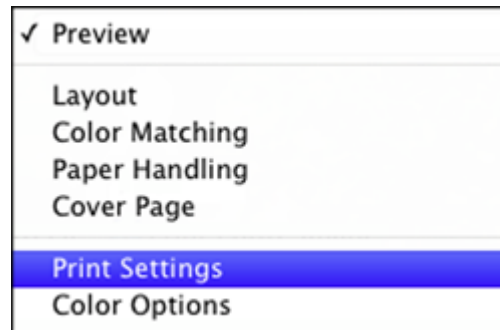 ✓ Preview
Layout
Color Matching
Paper Handling
Cover Page
Print Settings
Color Options